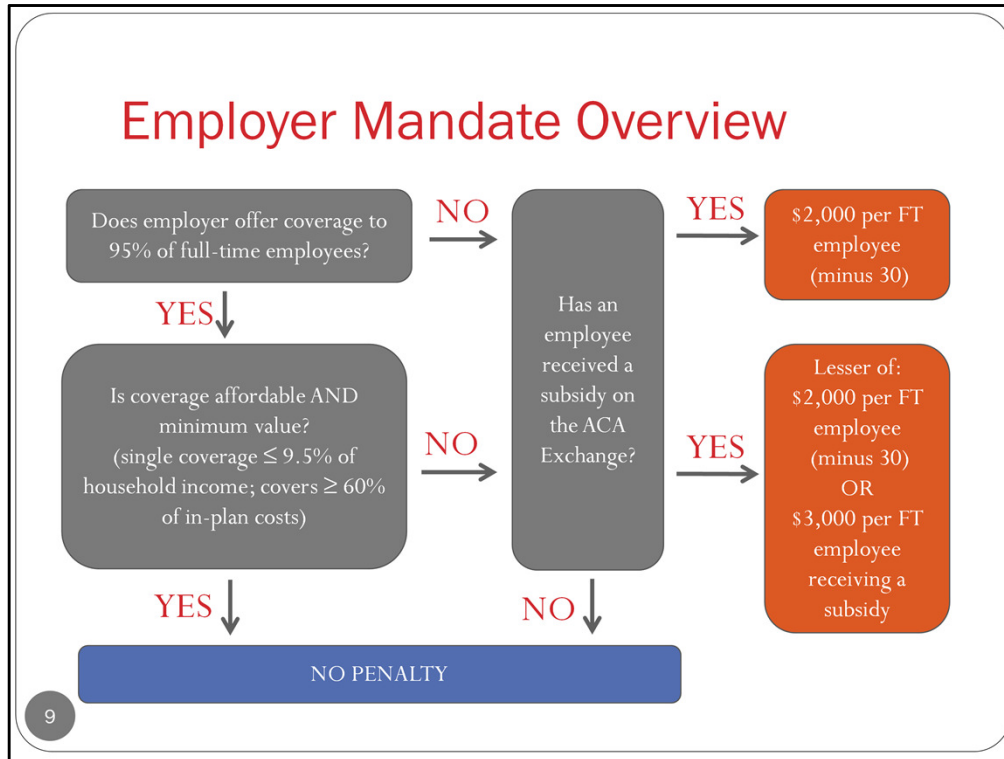 Employer Mandate Overview
Does employer offer coverage to
95% of full-time employees?
NO
YES
$2,000 per FT
employee
(minus 30)
YES
Has an
employee
received a
subsidy on
the ACA
Exchange?
Is coverage affordable AND
minimum value?
(single coverage ≤ 9.5% of
household income; covers ≥ 60%
of in-plan costs)
NO
YES
Lesser of:
$2,000 per FT
employee
(minus 30)
OR
$3,000 per FT
employee
receiving a
subsidy
YES
NO
NO PENALTY
9